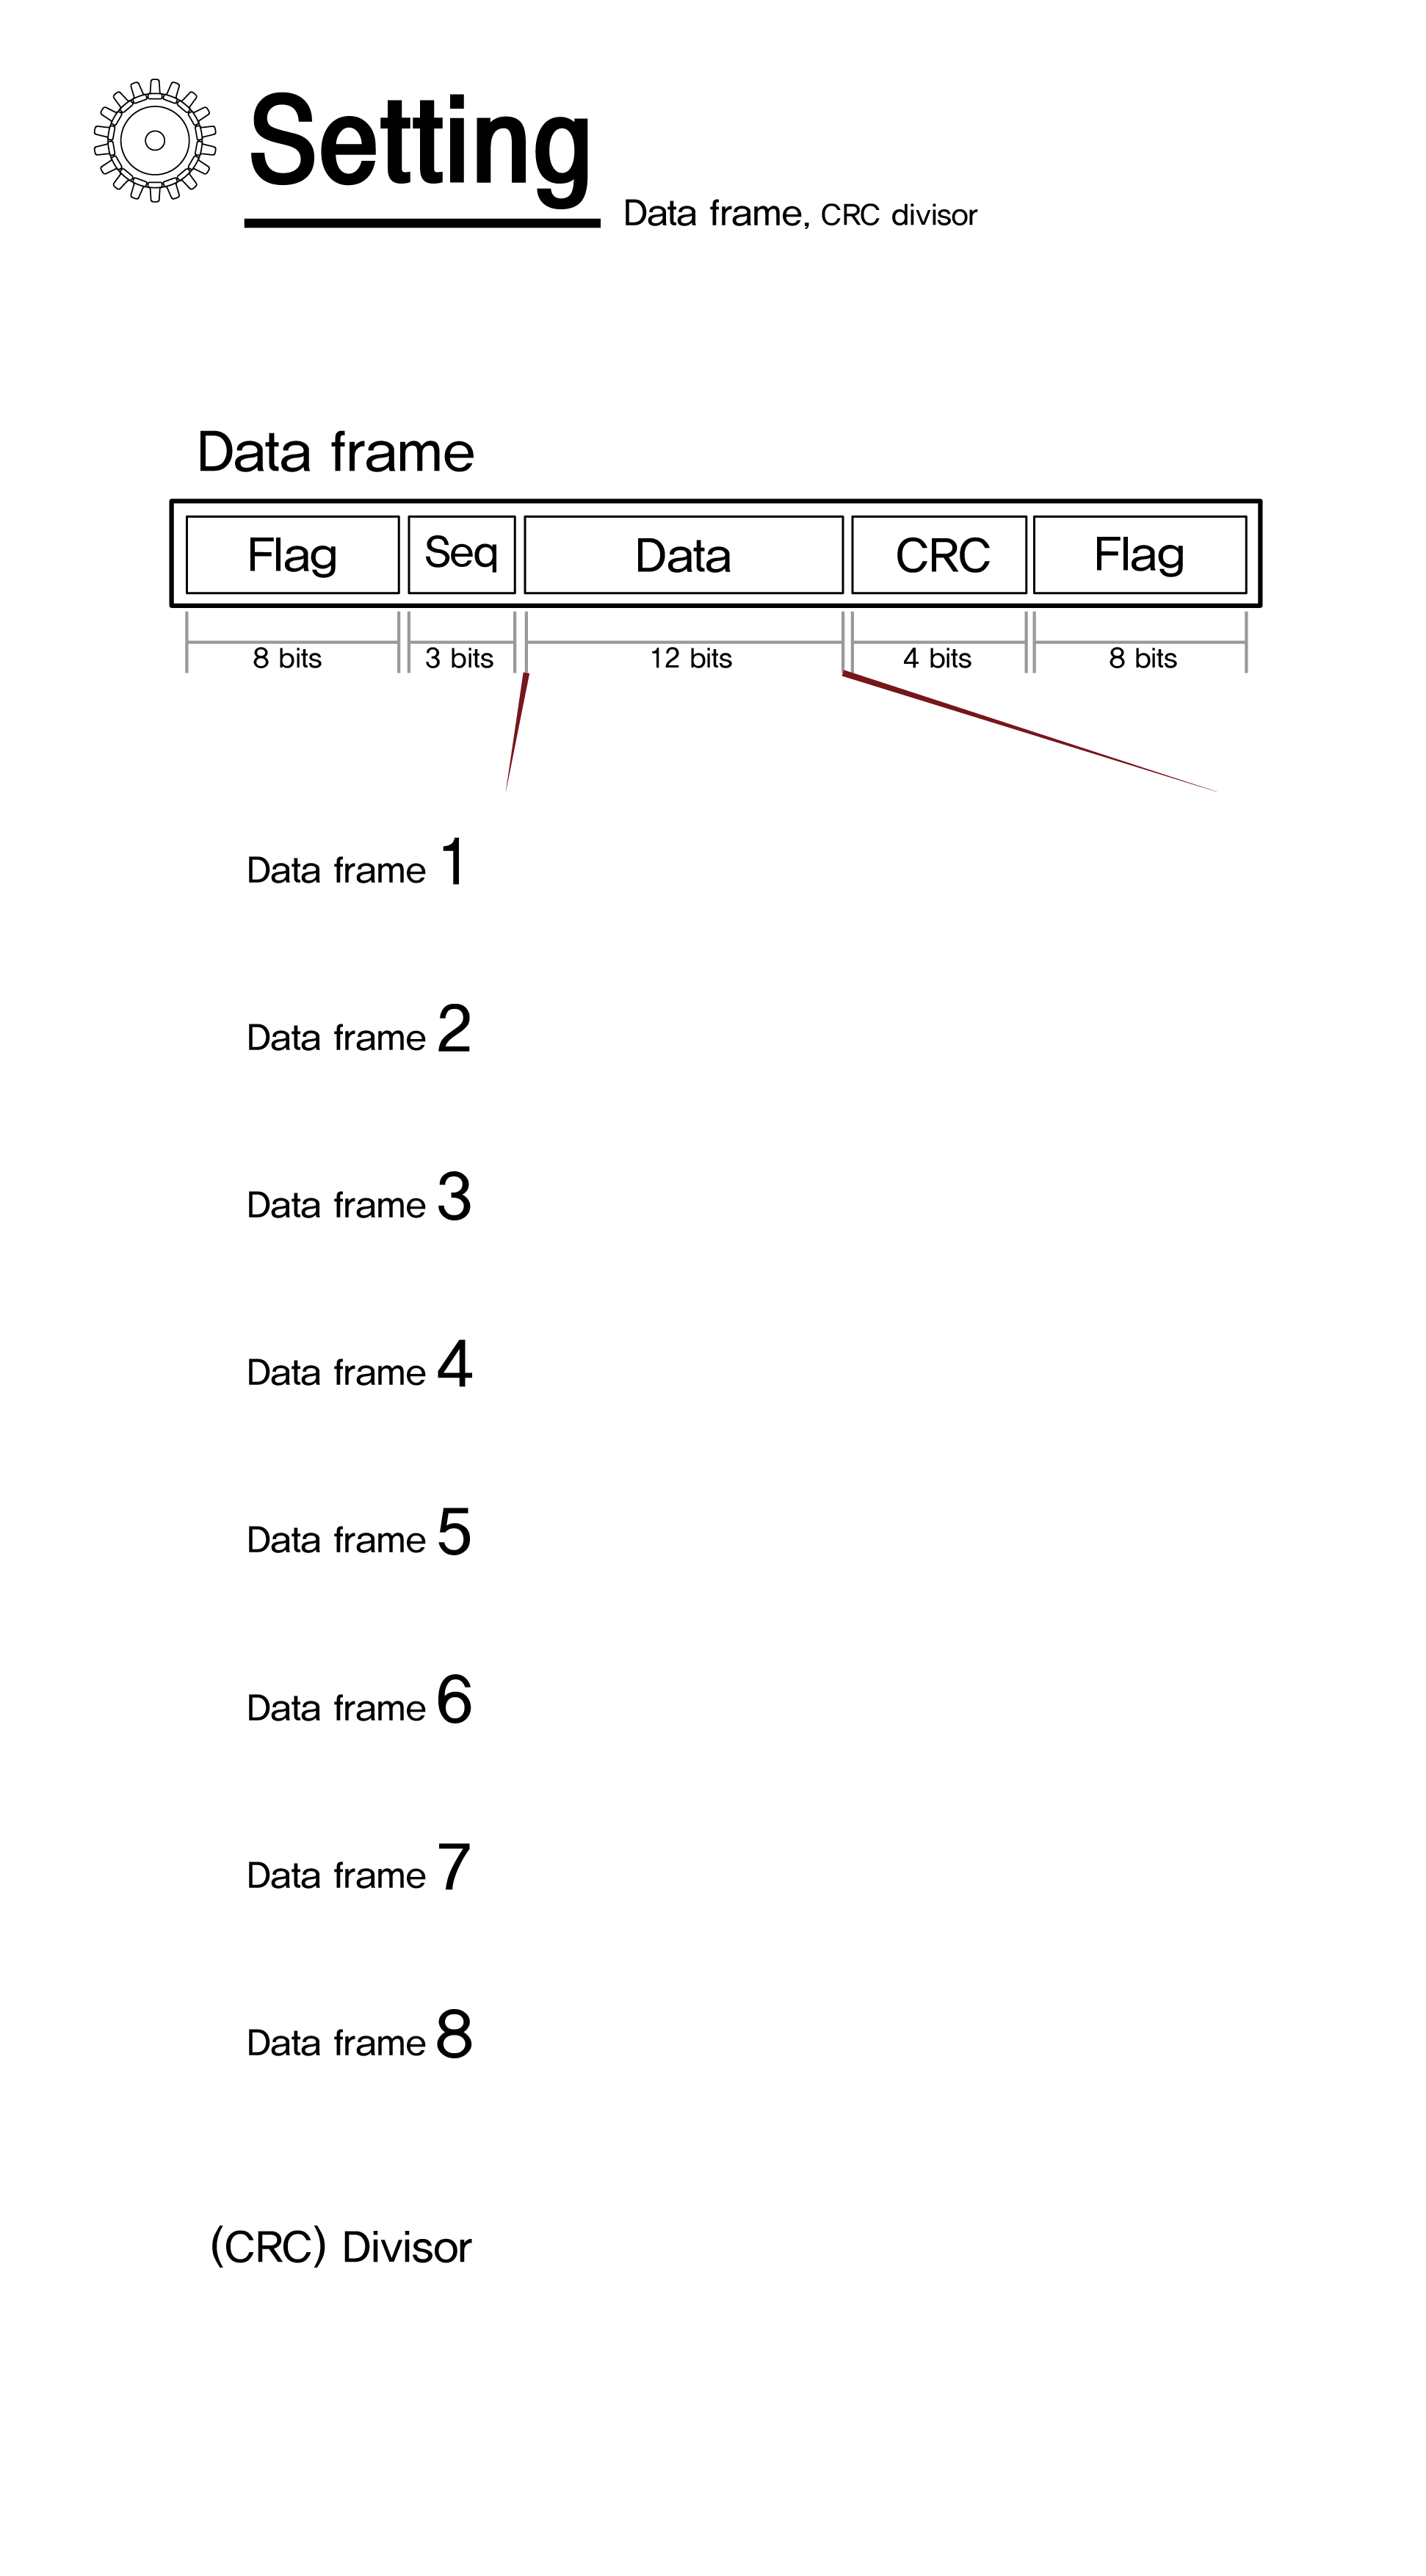 Setting
Data frame, CRC divisor
Data frame
Flag Seq Data CRC Flag
8 bits 3 bits 12 bits 4 bits 8 bits
Data frame 1
Data frame 2
Data frame 3
Data frame 4
Data frame 5
Data frame 6
Data frame 7
Data frame 8
(CRC) Divisor